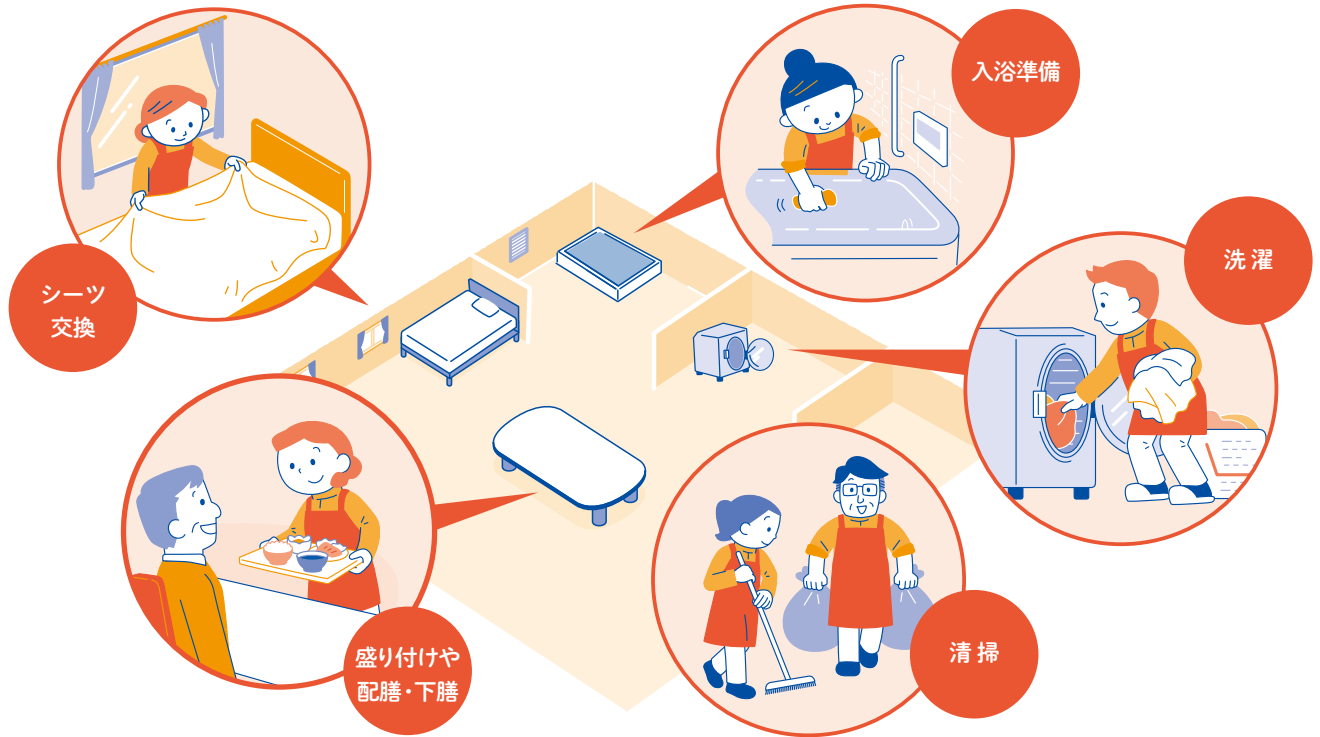 入浴準備
シーツ
交換
洗濯
盛り付けや
配膳・下膳
清掃